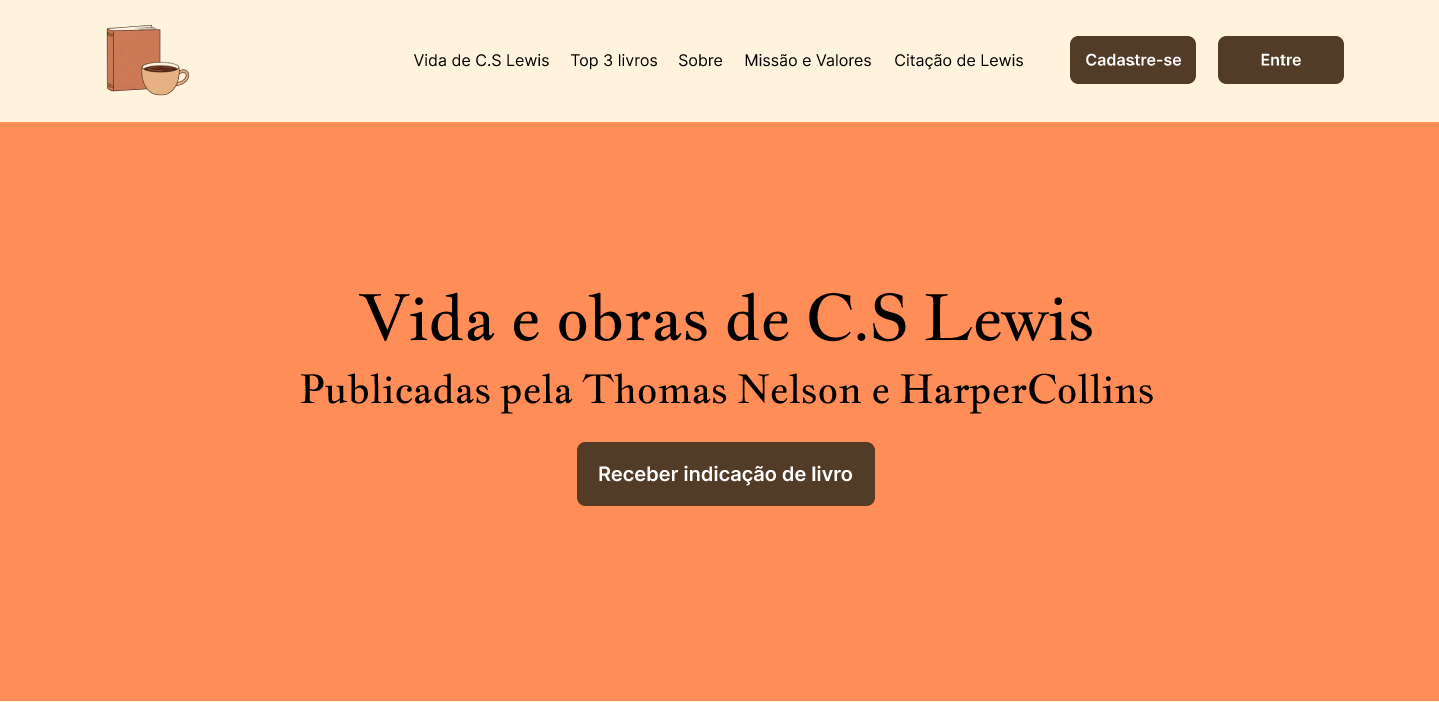 Vida de C.S Lewis Top 3 livros Sobre Missão e Valores Citação de Lewis Cadastre-se Entre
Vida e obras de C.S Lewis
Publicadas pela Thomas Nelson e HarperCollins
Receber indicação de livro